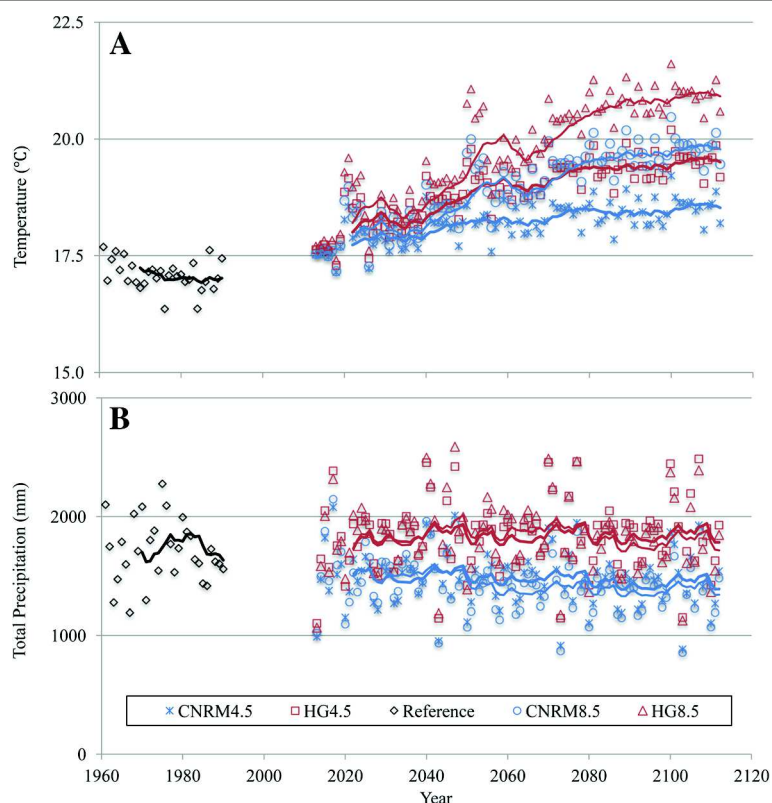 22.5
A
20.0
Temperature (°C)
17.5
15.0
3000
B
2000
Total Precipitation (mm)
1000
CNRM4.5 HG4.5 Reference CNRM8.5 HG8.5
0
1960 1980 2000 2020 2040 2060 2080 2100 2120
Year